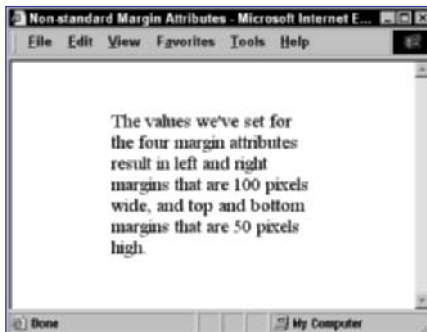 Non-standard Margin Attributes - Microsoft Internet E...
File Edit View Favorites Tools Help
The values we've set for
the four margin attributes
result in left and right
margins that are 100 pixels
wide, and top and bottom
margins that are 50 pixels
high.
Done My Computer